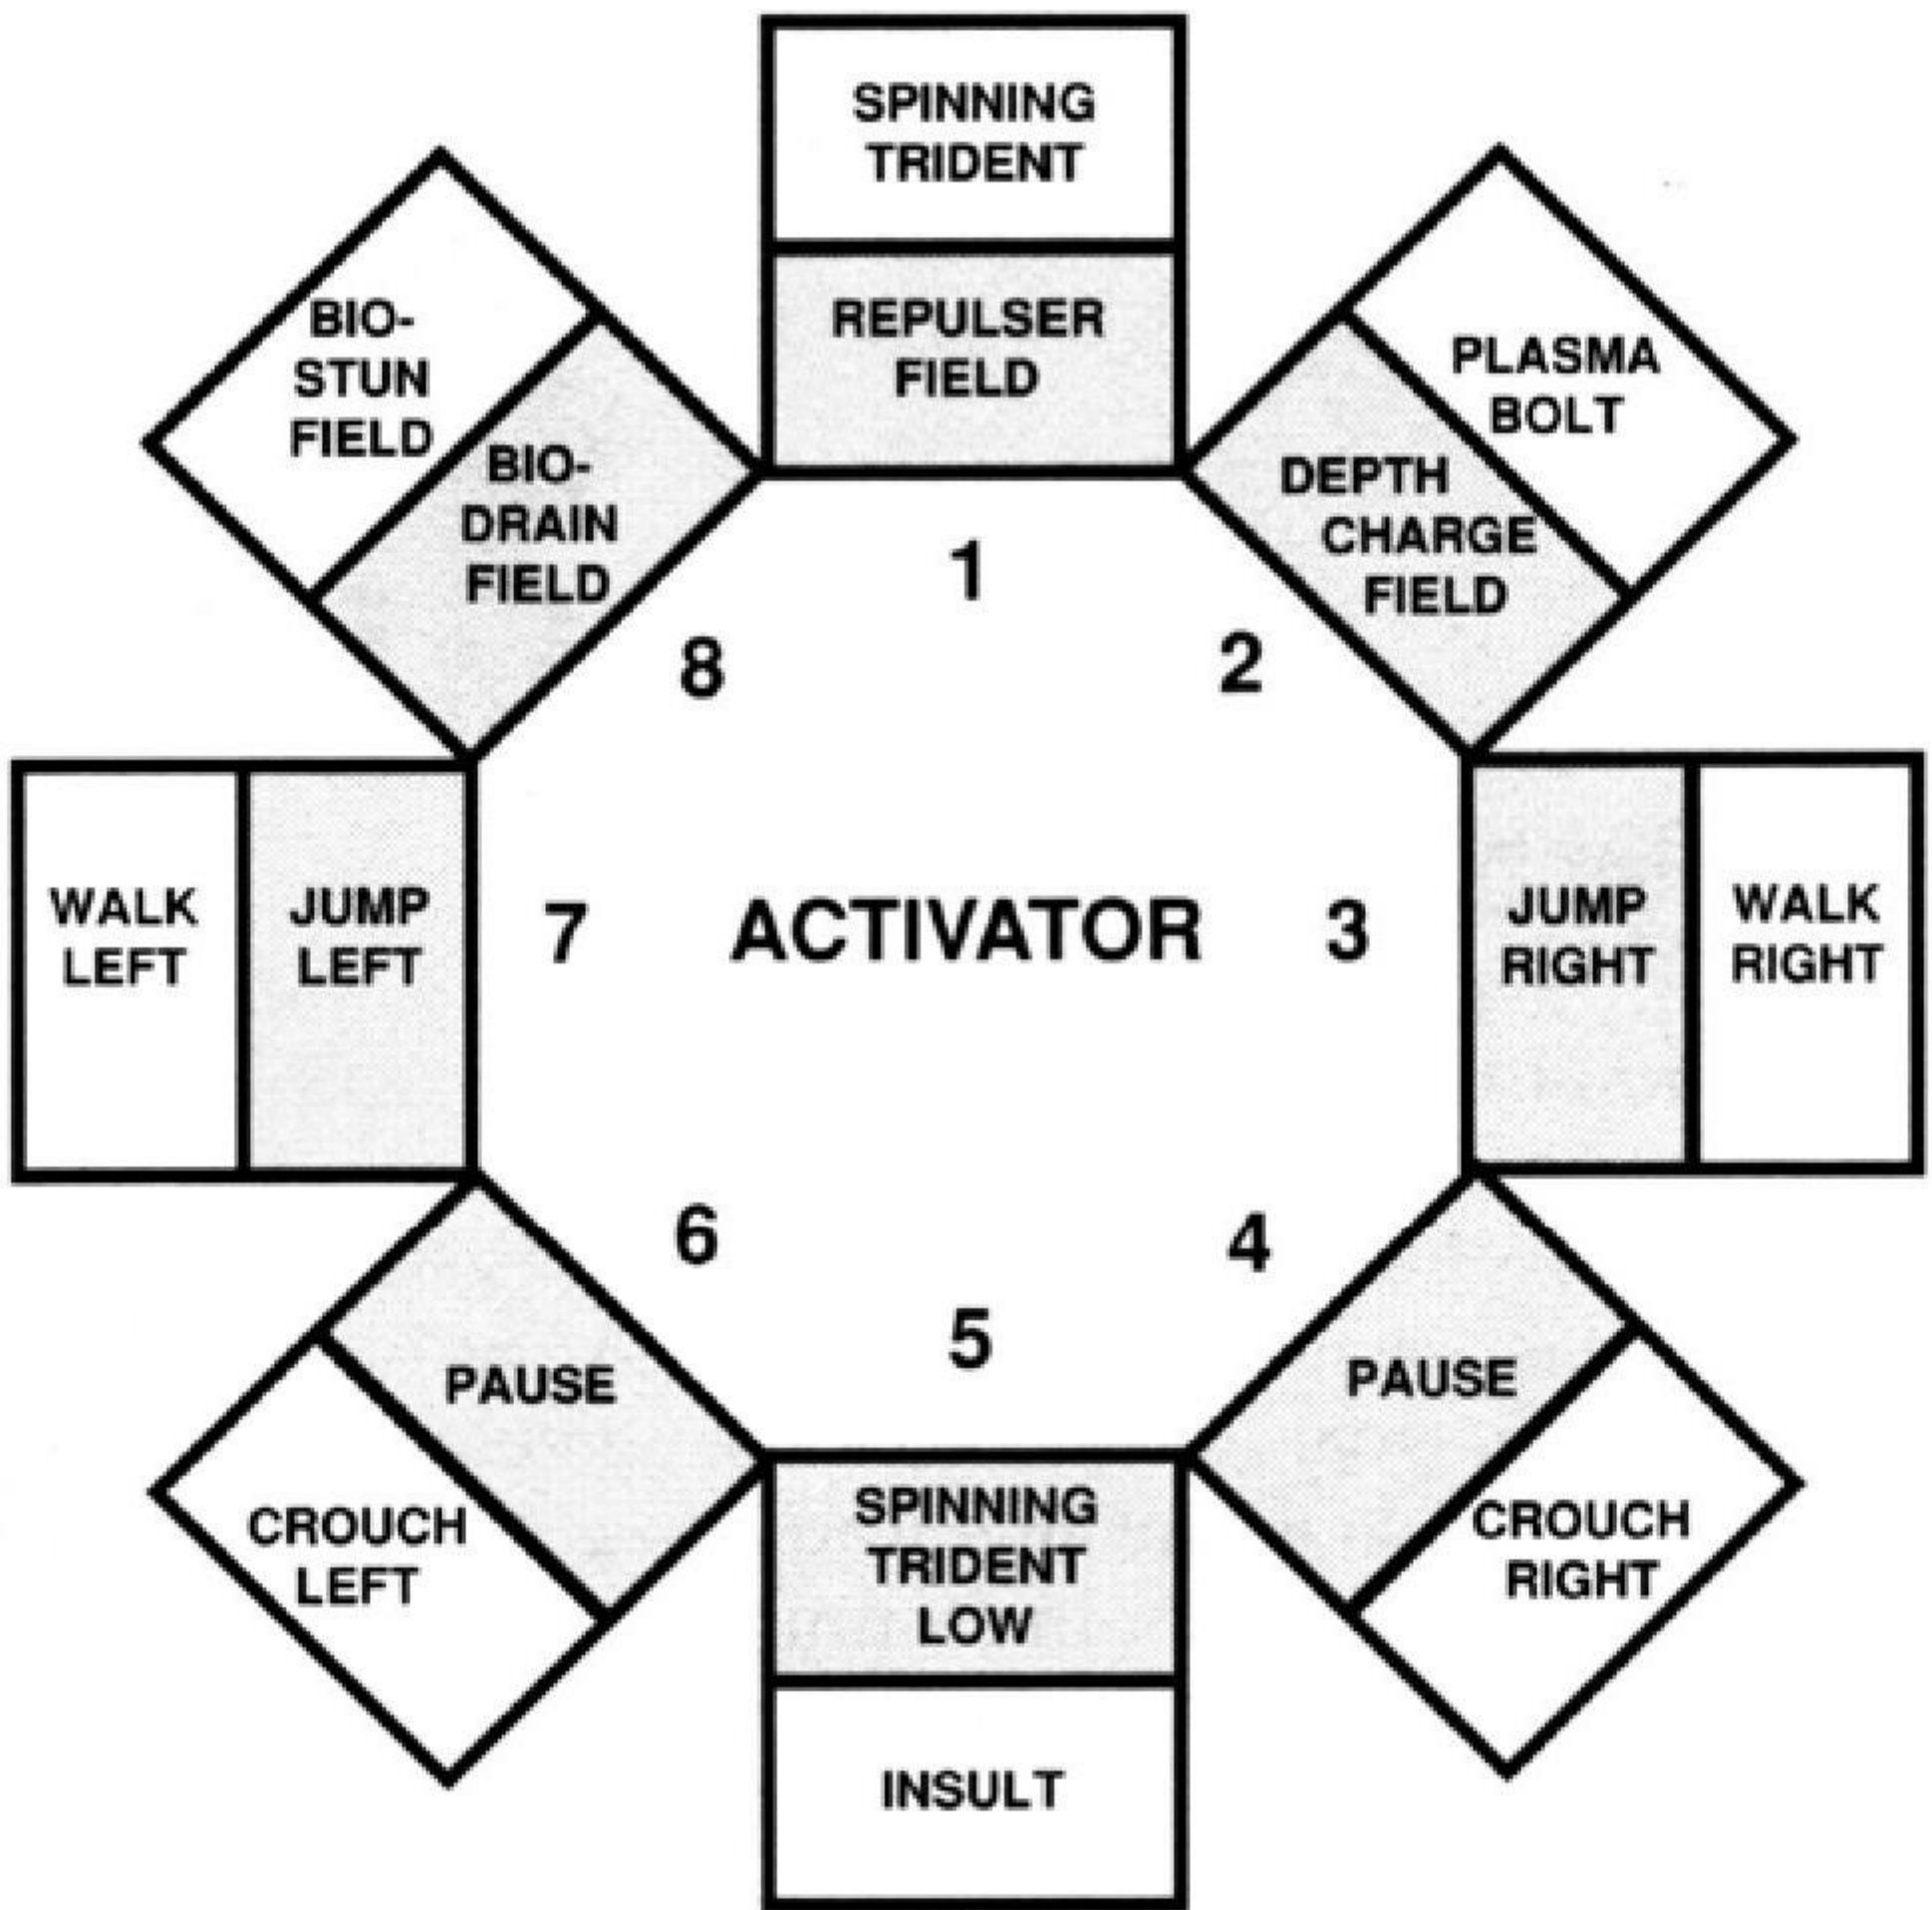 SPINNING
TRIDENT
REPULSER
FIELD
BIO-
STUN
FIELD
BIO-
DRAIN
FIELD
PLASMA
BOLT
DEPTH
CHARGE
FIELD
1
8
2
WALK
LEFT
JUMP
LEFT
7
ACTIVATOR
3
JUMP
RIGHT
WALK
RIGHT
6
4
5
PAUSE
CROUCH
LEFT
PAUSE
CROUCH
RIGHT
SPINNING
TRIDENT
LOW
INSULT